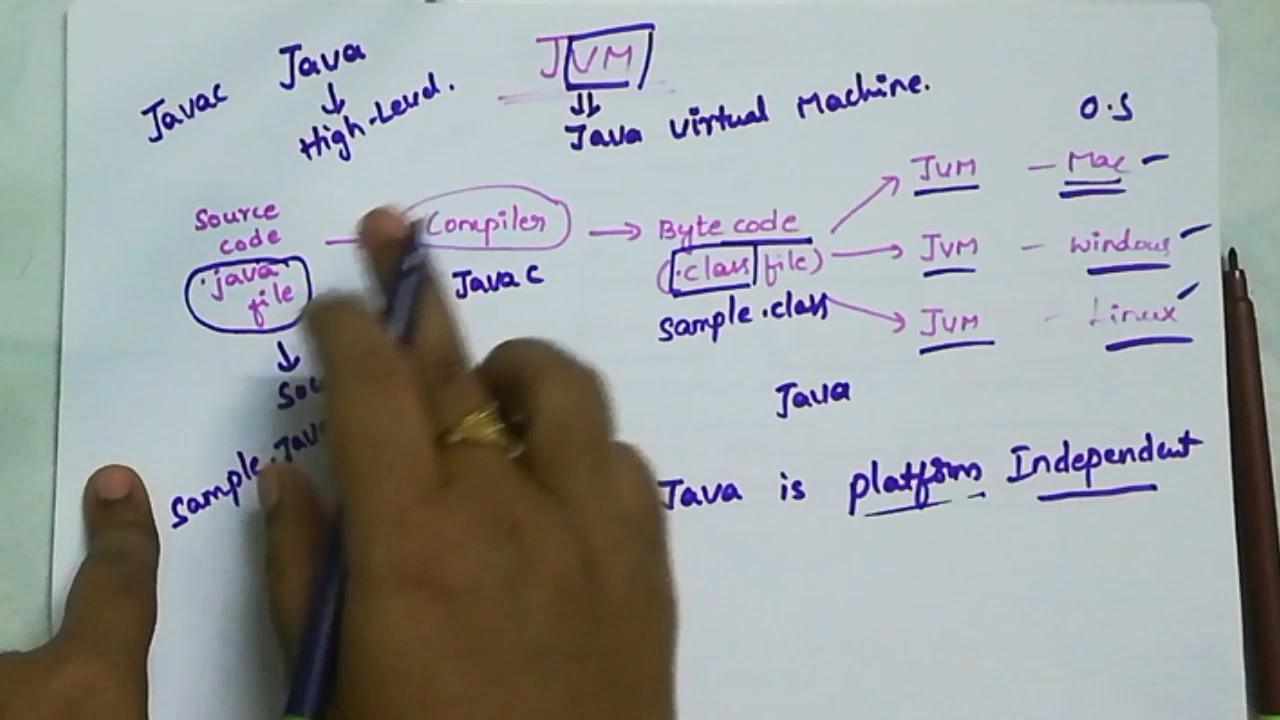 Javac Java JVM
High-Level.
Java virtual Machine.
O.S
Source code
.java file
Compiler
Javac
Byte code
(.class file)
sample.class
JVM - Mac
JVM - windows
JVM - Linux
Java
Java is platform Independent